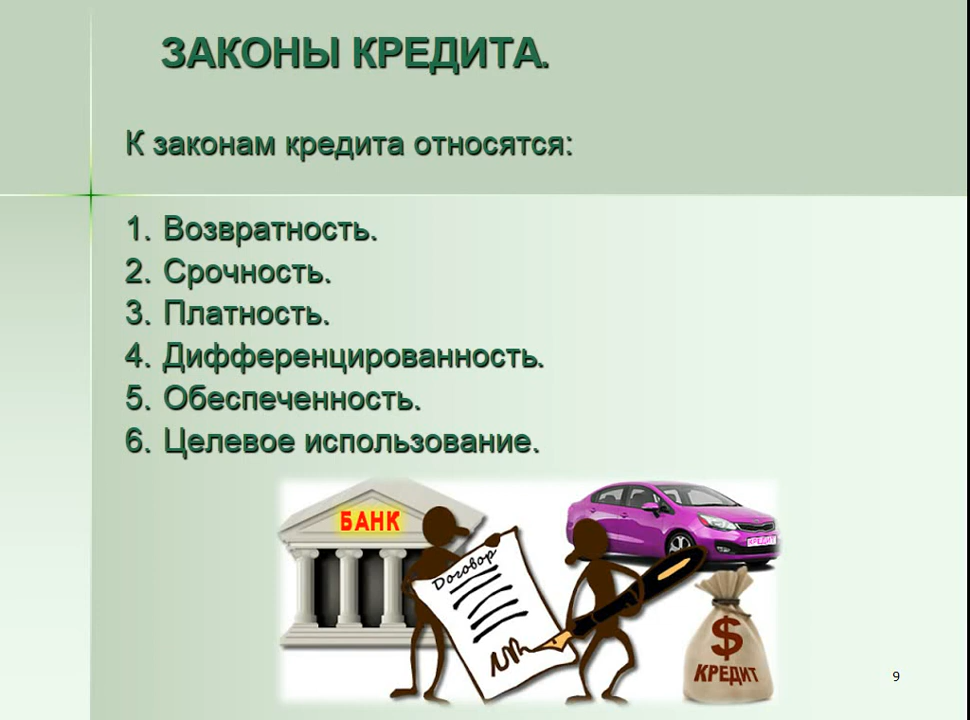 ЗАКОНЫ КРЕДИТА.
К законам кредита относятся:
1. Возвратность.
2. Срочность.
3. Платность.
4. Дифференцированность.
5. Обеспеченность.
6. Целевое использование.
БАНК
Договор
КРЕДИТ
$
КРЕДИТ
9